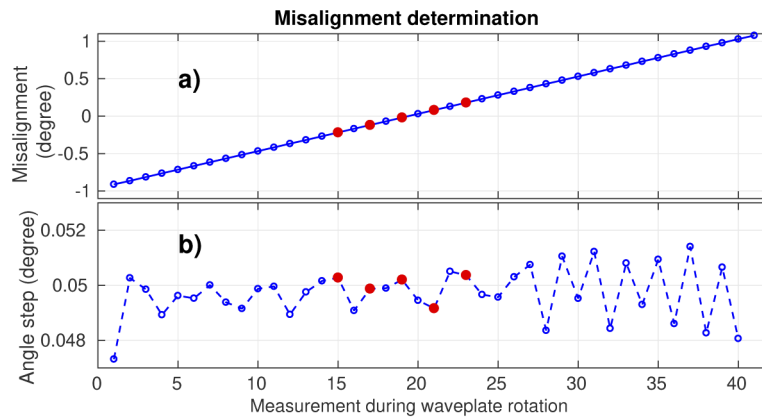 Misalignment determination
1
0.5
0
-0.5
-1
Misalignment
(degree)
a)
0.052
0.05
0.048
Angle step (degree)
b)
0 5 10 15 20 25 30 35 40
Measurement during waveplate rotation